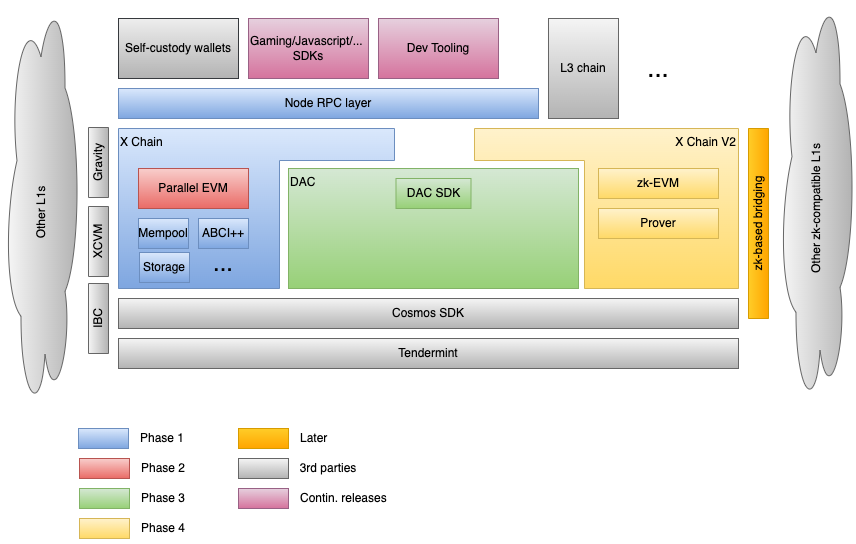 Self-custody wallets
Gaming/Javascript/...
SDKs
Dev Tooling
L3 chain
...
Node RPC layer
Other L1s
Gravity
XCVM
IBC
X Chain
Parallel EVM
Mempool
ABCI++
Storage
...
DAC
DAC SDK
X Chain V2
zk-EVM
Prover
zk-based bridging
Other zk-compatible L1s
Cosmos SDK
Tendermint
Phase 1
Later
Phase 2
3rd parties
Phase 3
Contin. releases
Phase 4